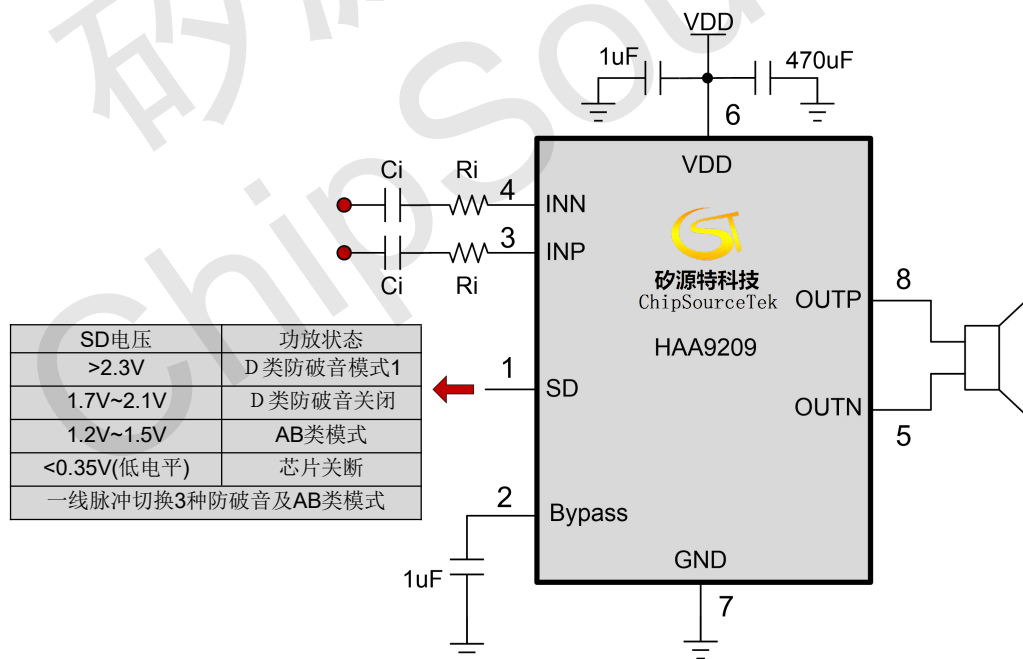 VDD
1uF
470uF
6
VDD
Ci
Ri
4
INN
3
INP
Ci
Ri
矽源特科技
ChipSourceTek
HAA9209
OUTP
8
SD电压
功放状态
>2.3V
D类防破音模式1
1.7V~2.1V
D类防破音关闭
1.2V~1.5V
AB类模式
<0.35V(低电平)
芯片关断
一线脉冲切换3种防破音及AB类模式
1
SD
OUTN
5
2
Bypass
1uF
GND
7
矽源
ChipSou